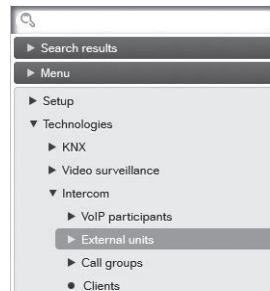 Search results
Menu
Setup
Technologies
KNX
Video surveillance
Intercom
VoIP participants
External units
Call groups
Clients